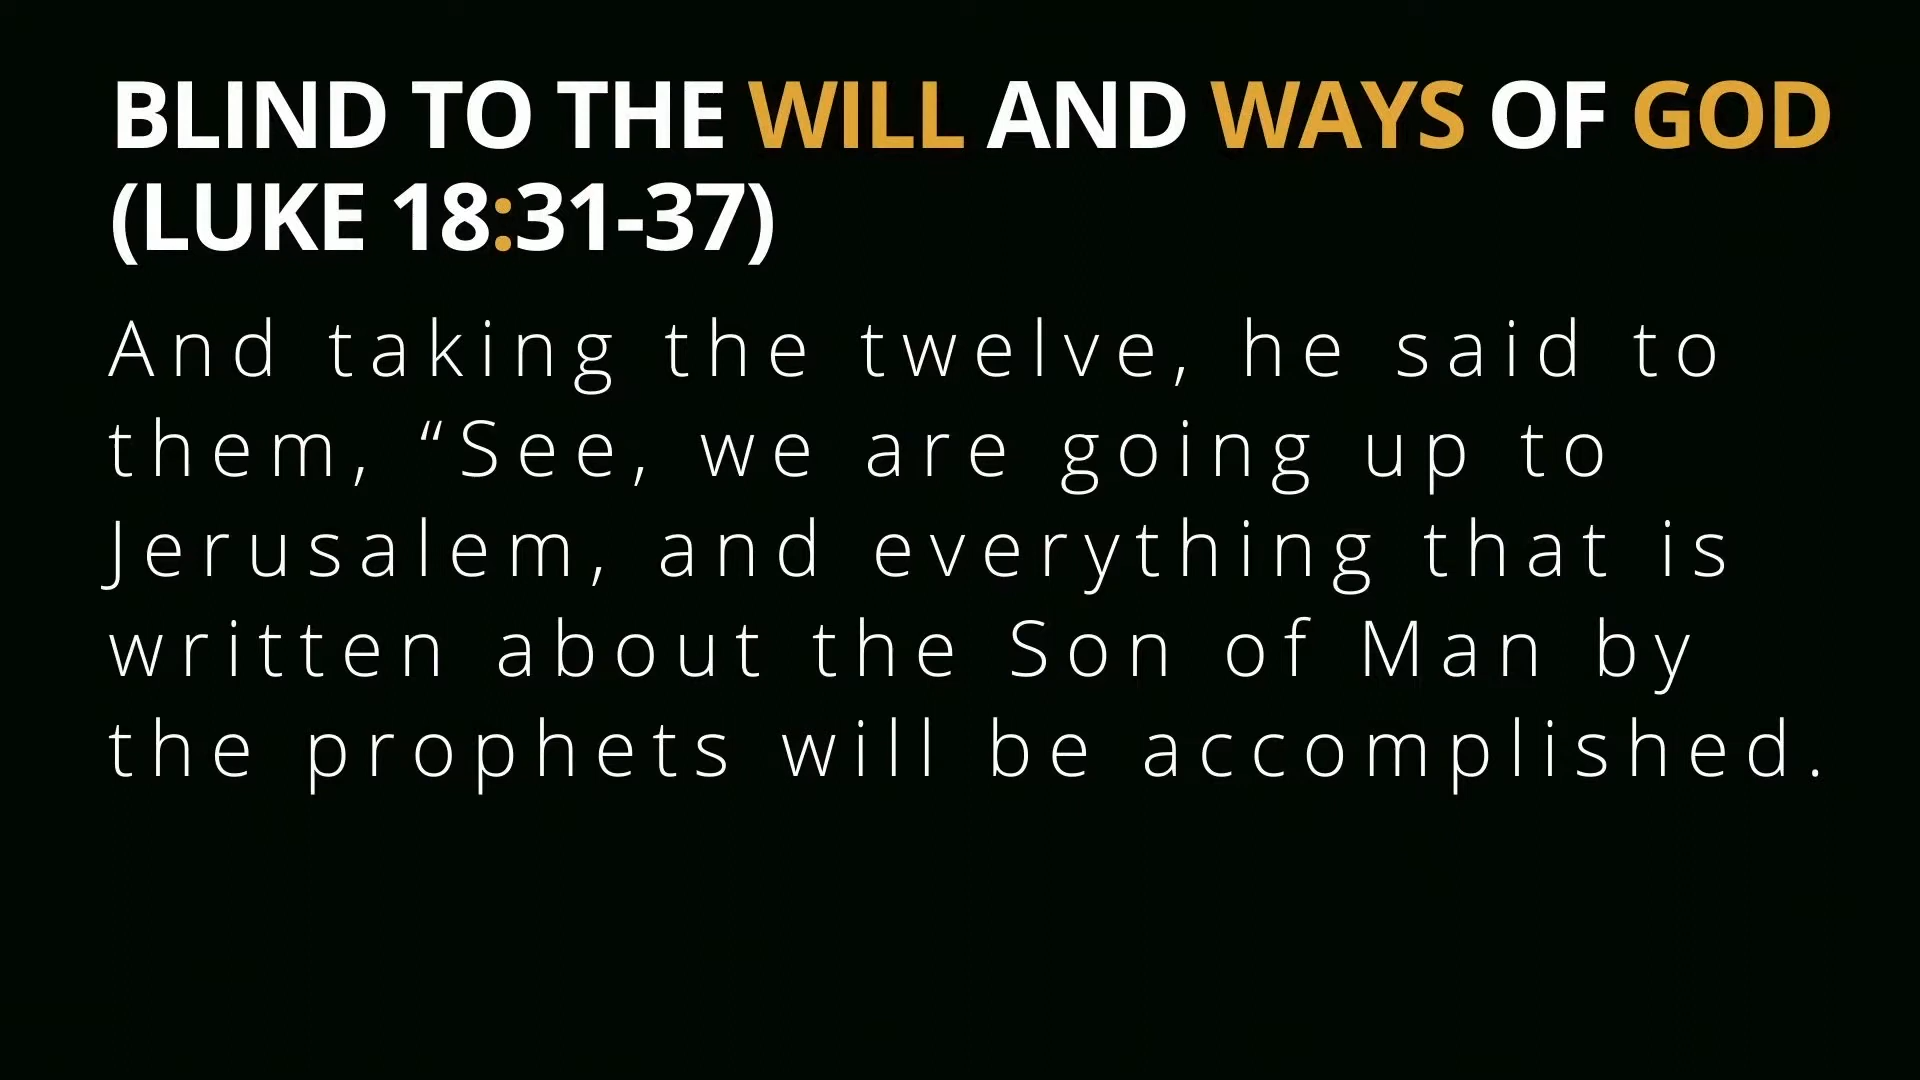 BLIND TO THE WILL AND WAYS OF GOD
(LUKE 18:31-37)
And taking the twelve, he said to
them, “See, we are going up to
Jerusalem, and everything that is
written about the Son of Man by
the prophets will be accomplished.